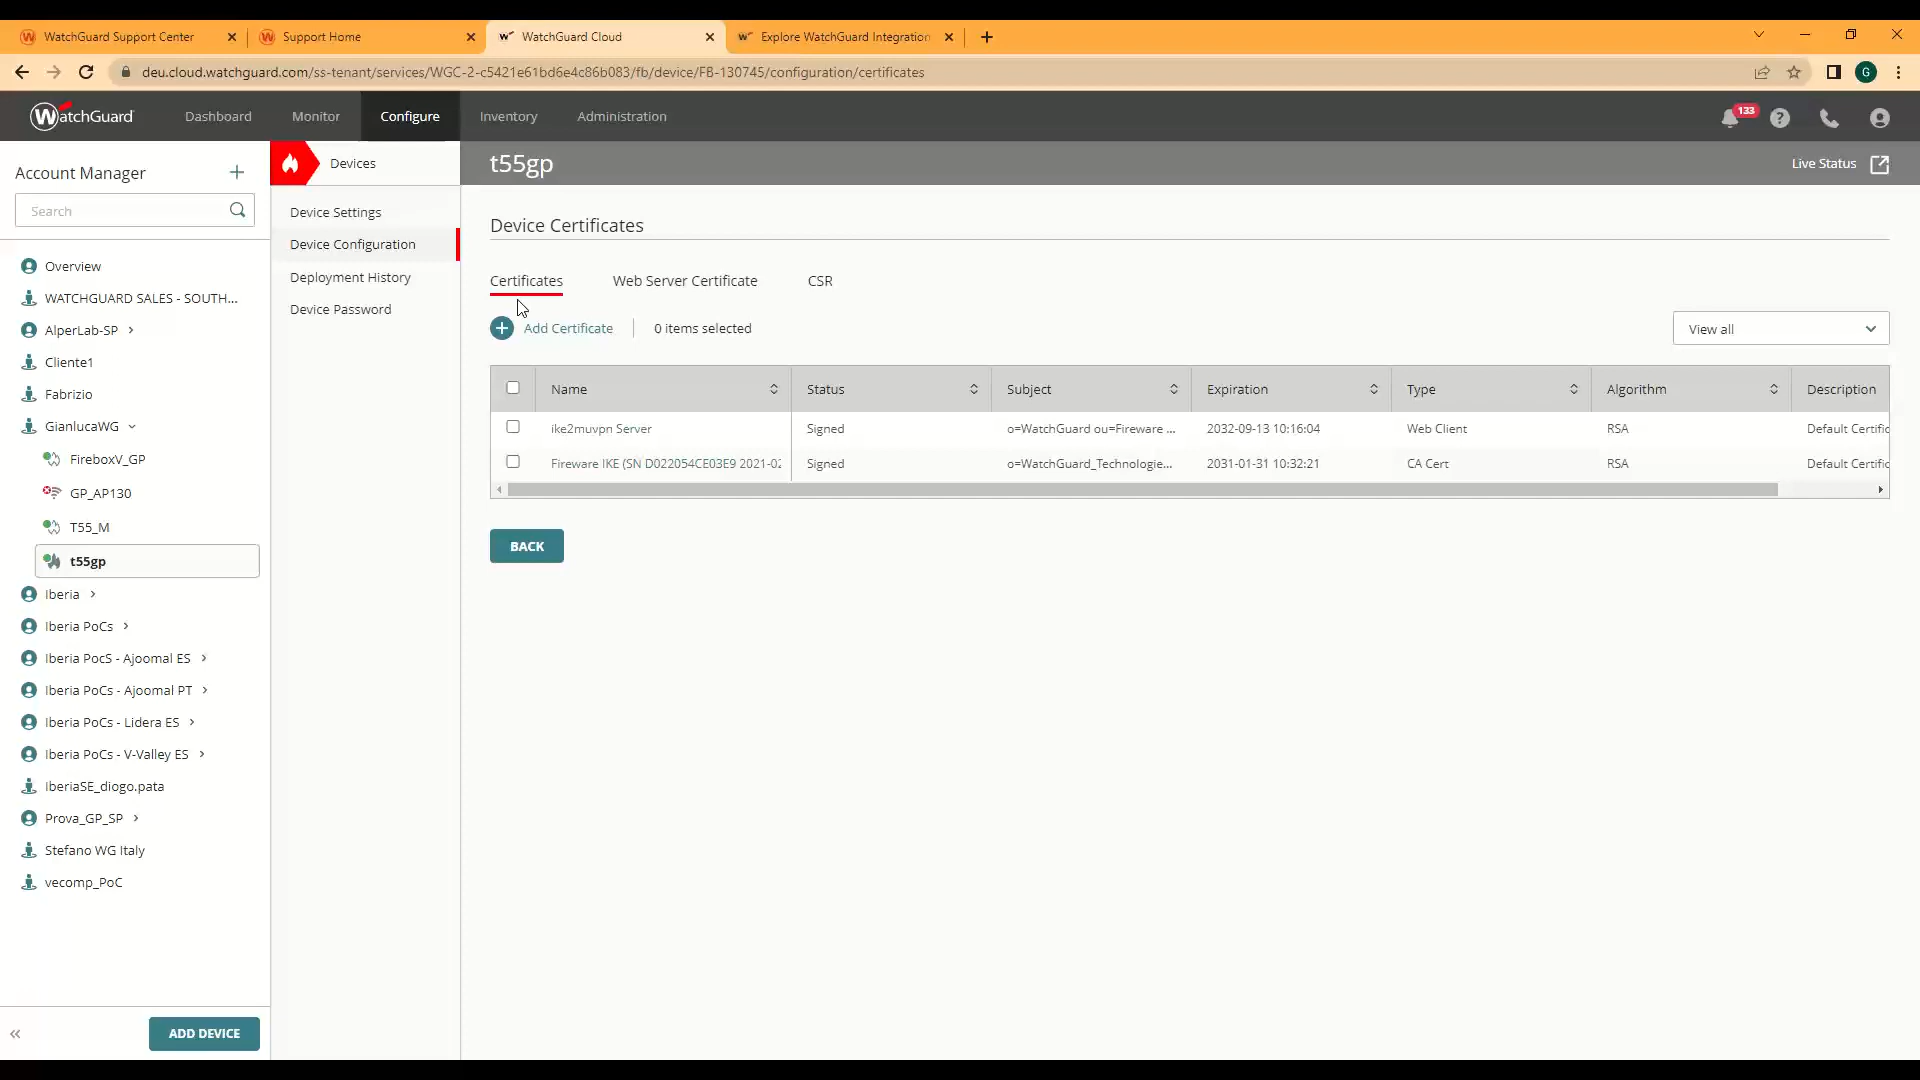 WatchGuard Support Center
Support Home
WatchGuard Cloud
Explore WatchGuard Integration
deu.cloud.watchguard.com/ss-tenant/services/WGC-2-c5421e61bd6e4c86b083/fb/device/FB-130745/configuration/certificates
G
WatchGuard
Dashboard
Monitor
Configure
Inventory
Administration
133
Account Manager
Devices
t55gp
Live Status
Search
Device Settings
Device Configuration
Deployment History
Device Password
Overview
WATCHGUARD SALES - SOUTH...
AlperLab-SP
Cliente1
Fabrizio
GianlucaWG
FireboxV_GP
GP_AP130
T55_M
t55gp
Iberia
Iberia PoCs
Iberia PocS - Ajoomal ES
Iberia PoCs - Ajoomal PT
Iberia PoCs - Lidera ES
Iberia PoCs - V-Valley ES
IberiaSE_diogo.pata
Prova_GP_SP
Stefano WG Italy
vecomp_PoC
ADD DEVICE
Device Certificates
Certificates
Web Server Certificate
CSR
Add Certificate
0 items selected
View all
Name Status Subject Expiration Type Algorithm Description
ike2muvpn Server Signed o=WatchGuard ou=Fireware ... 2032-09-13 10:16:04 Web Client RSA Default Certific
Fireware IKE (SN D022054CE03E9 2021-02 Signed o=WatchGuard_Technologie... 2031-01-31 10:32:21 CA Cert RSA Default Certific
BACK